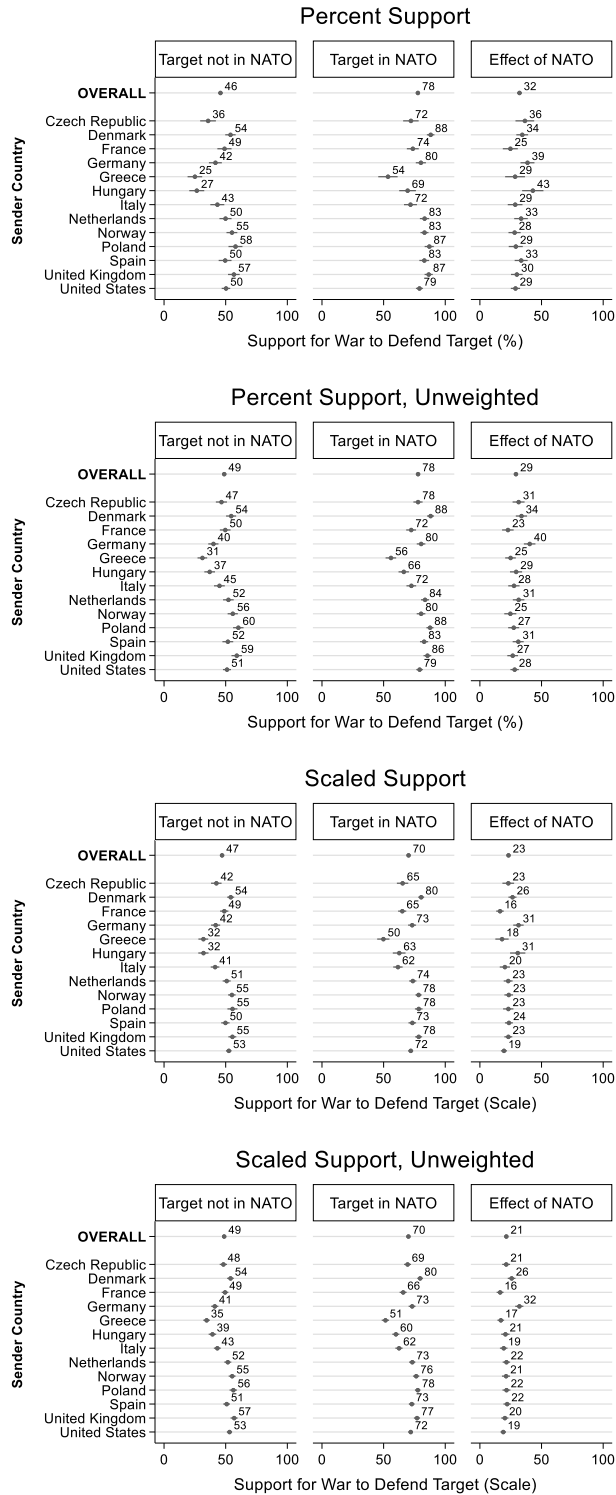 Percent Support
Target not in NATO Target in NATO Effect of NATO
OVERALL 46 78 32
Czech Republic 36 72 36
Denmark 54 88 34
France 49 74 25
Germany 42 80 39
Greece 25 54 29
Hungary 27 69 43
Italy 43 72 29
Netherlands 50 83 33
Norway 55 83 28
Poland 58 87 29
Spain 50 83 33
United Kingdom 57 87 30
United States 50 79 29
Sender Country
0 50 100 0 50 100 0 50 100
Support for War to Defend Target (%)
Percent Support, Unweighted
Target not in NATO Target in NATO Effect of NATO
OVERALL 49 78 29
Czech Republic 47 78 31
Denmark 54 88 34
France 50 72 23
Germany 40 80 40
Greece 31 56 25
Hungary 37 66 29
Italy 45 72 28
Netherlands 52 84 31
Norway 56 80 25
Poland 60 88 27
Spain 52 83 31
United Kingdom 59 86 27
United States 51 79 28
Sender Country
0 50 100 0 50 100 0 50 100
Support for War to Defend Target (%)
Scaled Support
Target not in NATO Target in NATO Effect of NATO
OVERALL 47 70 23
Czech Republic 42 65 23
Denmark 54 80 26
France 49 65 16
Germany 42 73 31
Greece 32 50 18
Hungary 32 63 31
Italy 41 62 20
Netherlands 51 74 23
Norway 55 78 23
Poland 55 78 23
Spain 50 73 24
United Kingdom 55 78 23
United States 53 72 19
Sender Country
0 50 100 0 50 100 0 50 100
Support for War to Defend Target (Scale)
Scaled Support, Unweighted
Target not in NATO Target in NATO Effect of NATO
OVERALL 49 70 21
Czech Republic 48 69 21
Denmark 54 80 26
France 49 66 16
Germany 41 73 32
Greece 35 51 17
Hungary 39 60 21
Italy 43 62 19
Netherlands 52 73 22
Norway 55 76 21
Poland 56 78 22
Spain 51 73 22
United Kingdom 57 77 20
United States 53 72 19
Sender Country
0 50 100 0 50 100 0 50 100
Support for War to Defend Target (Scale)